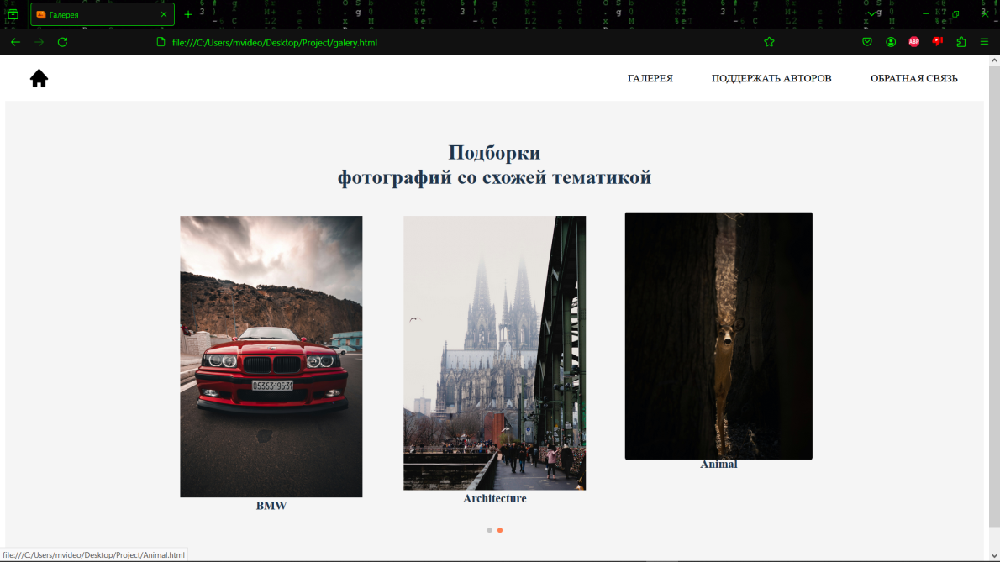 Галерея
file:///C:/Users/mvideo/Desktop/Project/galery.html
ABP
ГАЛЕРЕЯ
ПОДДЕРЖАТЬ АВТОРОВ
ОБРАТНАЯ СВЯЗЬ
Подборки
фотографий со схожей тематикой
BMW
Architecture
Animal
file:///C:/Users/mvideo/Desktop/Project/Animal.html